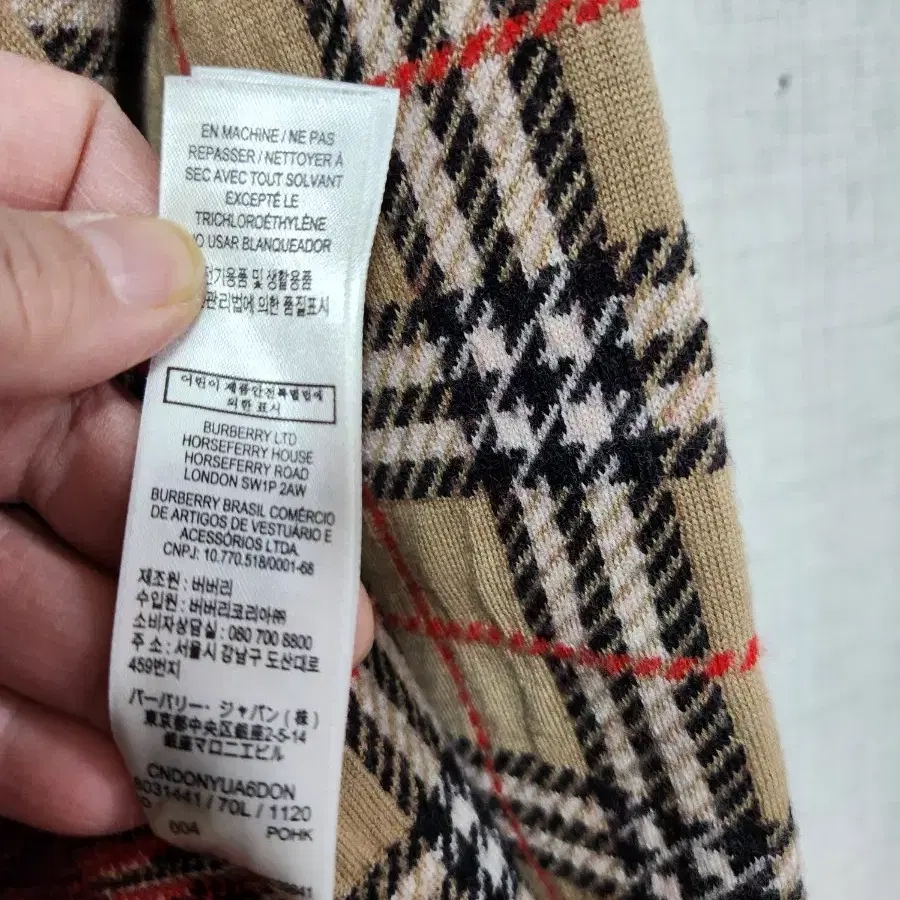 EN MACHINE / NE PAS
REPASSER / NETTOYER À
SEC AVEC TOUT SOLVANT
EXCEPTÉ LE
TRICHLOROÉTHYLÈNE
USAR BLANQUEADOR
및 생활용품
의한 품질표시
어린이 제품안전특별법에
의한 표시
BURBERRY LTD
HORSEFERRY HOUSE
HORSEFERRY ROAD
LONDON SW1P 2AW
BURBERRY BRASIL COMÉRCIO
DE ARTIGOS DE VESTUÁRIO E
ACESSÓRIOS LTDA.
CNPJ: 10.770.518/0001-68
제조원 : 버버리
수입원 : 버버리코리아㈜
소비자상담실 : 080 700 8800
주 소 : 서울시 강남구 도산대로
459번지
バーバリー・ジャパン(株)
東京都中央区銀座2-5-14
銀座マロニエビル
CNDONYLIA6DON
8031441 / 70L / 1120
004 POHK